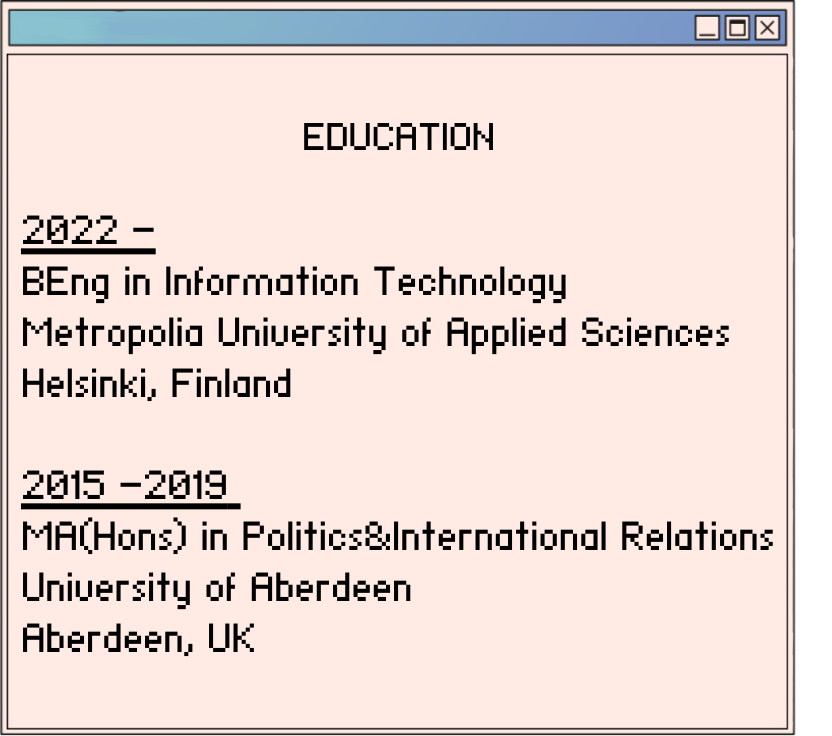 EDUCATION
2022 -
BEng in Information Technology
Metropolia University of Applied Sciences
Helsinki, Finland
2015 -2019
MA(Hons) in Politics&International Relations
University of Aberdeen
Aberdeen, UK